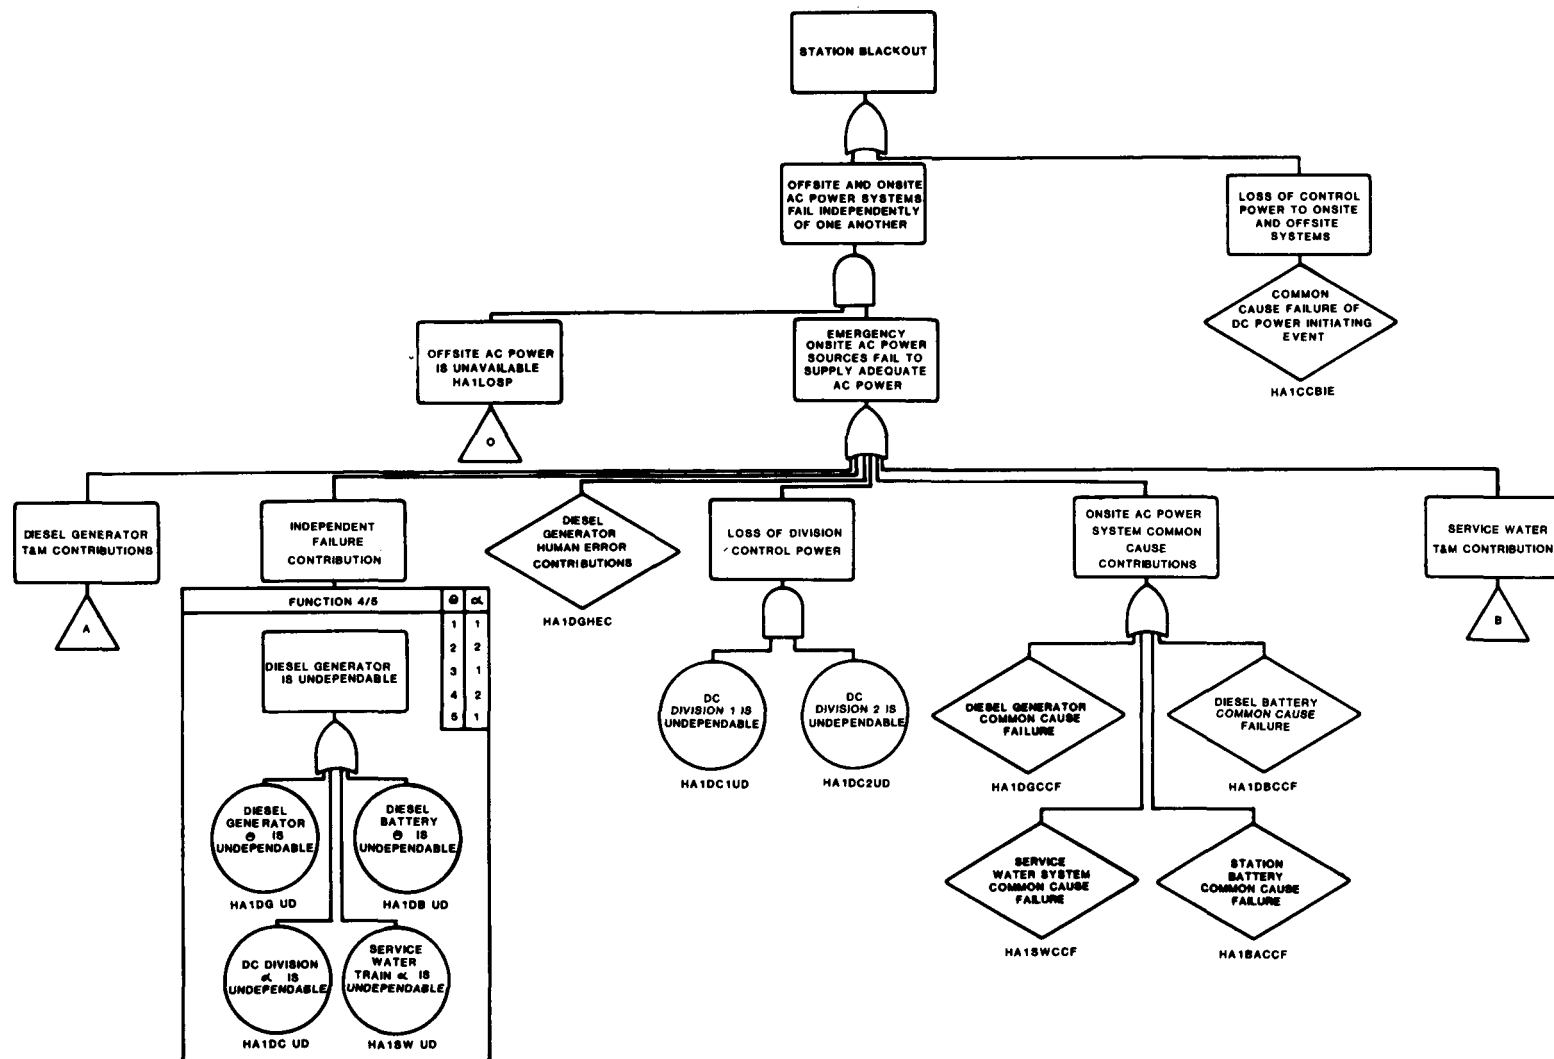 STATION BLACKOUT
OFFSITE AND ONSITE
AC POWER SYSTEMS
FAIL INDEPENDENTLY
OF ONE ANOTHER
LOSS OF CONTROL
POWER TO ONSITE
AND OFFSITE
SYSTEMS
COMMON
CAUSE FAILURE OF
DC POWER INITIATING
EVENT
HA1CCBIE
OFFSITE AC POWER
IS UNAVAILABLE
HA1LOSP
O
EMERGENCY
ONSITE AC POWER
SOURCES FAIL TO
SUPPLY ADEQUATE
AC POWER
DIESEL GENERATOR
T&M CONTRIBUTIONS
A
INDEPENDENT
FAILURE
CONTRIBUTION
DIESEL
GENERATOR
HUMAN ERROR
CONTRIBUTIONS
HA1DGHEC
LOSS OF DIVISION
CONTROL POWER
ONSITE AC POWER
SYSTEM COMMON
CAUSE
CONTRIBUTIONS
SERVICE WATER
T&M CONTRIBUTION
B
FUNCTION 4/5 Θ α
1 1
2 2
3 1
4 2
5 1
DIESEL GENERATOR
IS UNDEPENDABLE
DIESEL
GENERATOR
Θ IS
UNDEPENDABLE
HA1DG UD
DIESEL
BATTERY
Θ IS
UNDEPENDABLE
HA1DB UD
DC DIVISION
α IS
UNDEPENDABLE
HA1DC UD
SERVICE
WATER
TRAIN α IS
UNDEPENDABLE
HA1SW UD
DC
DIVISION 1 IS
UNDEPENDABLE
HA1DC1UD
DC
DIVISION 2 IS
UNDEPENDABLE
HA1DC2UD
DIESEL GENERATOR
COMMON CAUSE
FAILURE
HA1DGCCF
DIESEL BATTERY
COMMON CAUSE
FAILURE
HA1DBCCF
SERVICE
WATER SYSTEM
COMMON CAUSE
FAILURE
HA1SWCCF
STATION
BATTERY
COMMON CAUSE
FAILURE
HA1BACCF